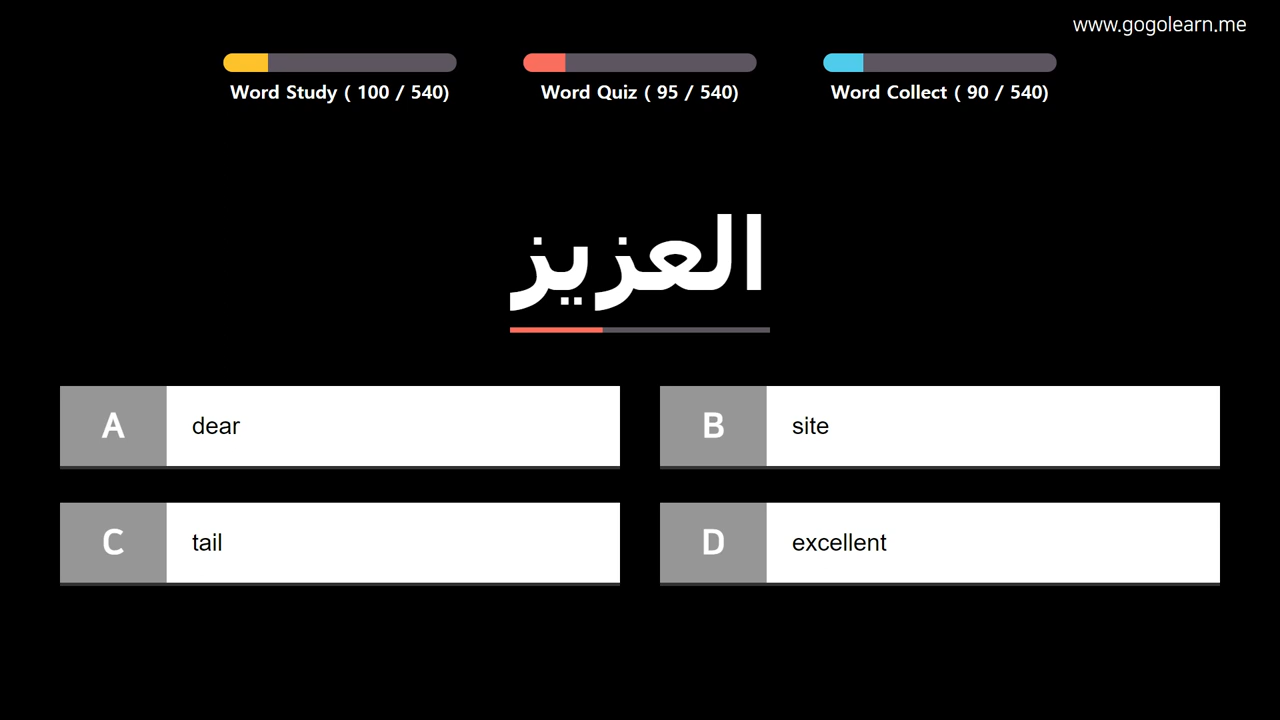 www.gogolearn.me
Word Study ( 100 / 540)
Word Quiz ( 95 / 540)
Word Collect ( 90 / 540)
العزيز
A dear
B site
C tail
D excellent